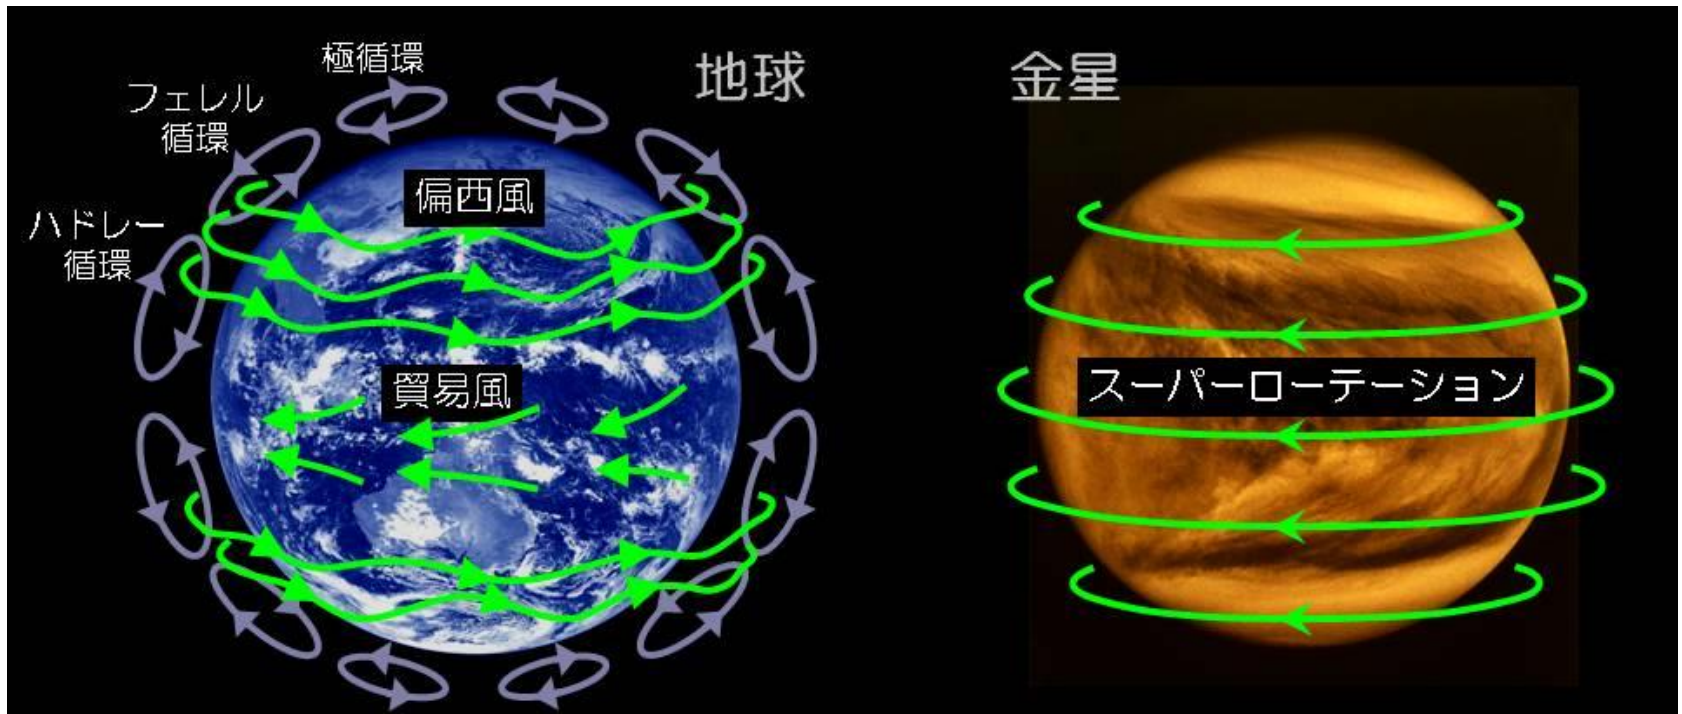 地球
金星
極循環
フェレル
循環
偏西風
ハドレー
循環
貿易風
スーパーローテーション